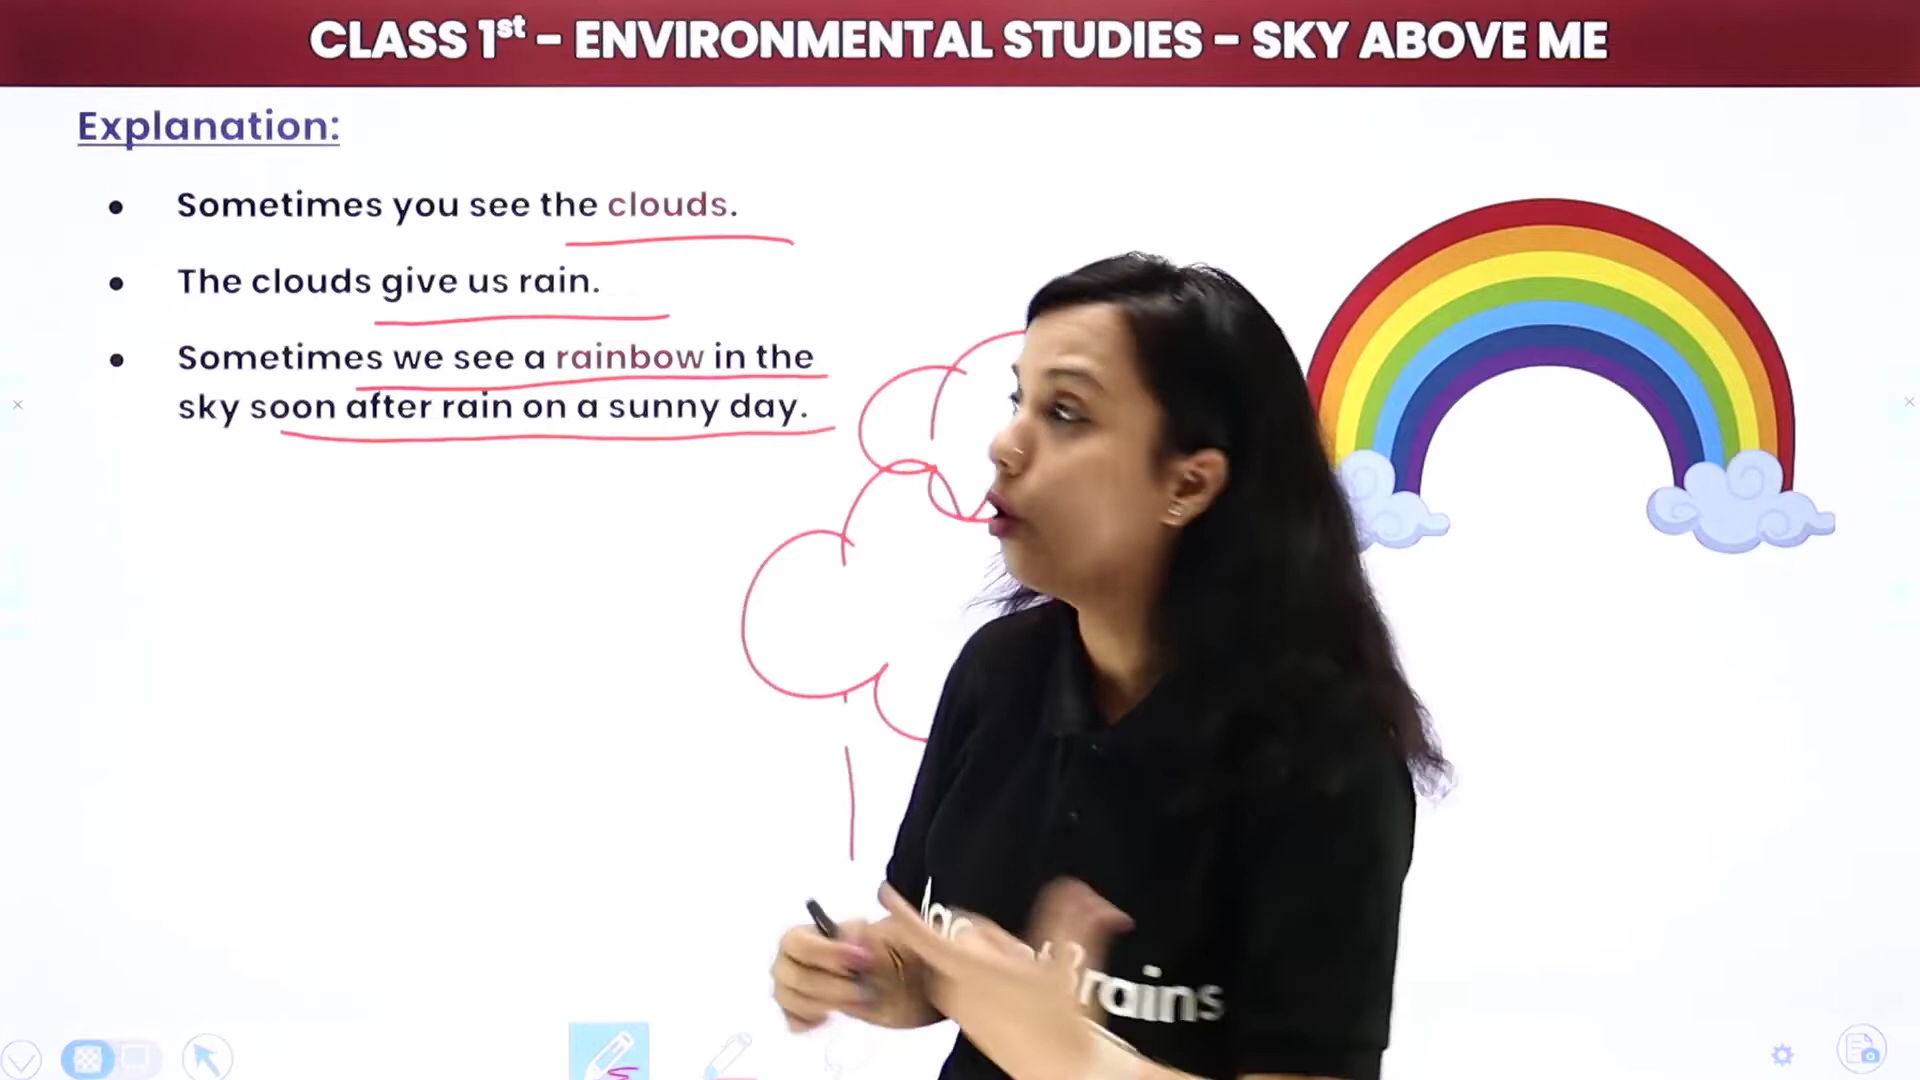 CLASS 1st – ENVIRONMENTAL STUDIES – SKY ABOVE ME
Explanation:
• Sometimes you see the clouds.
• The clouds give us rain.
• Sometimes we see a rainbow in the
sky soon after rain on a sunny day.